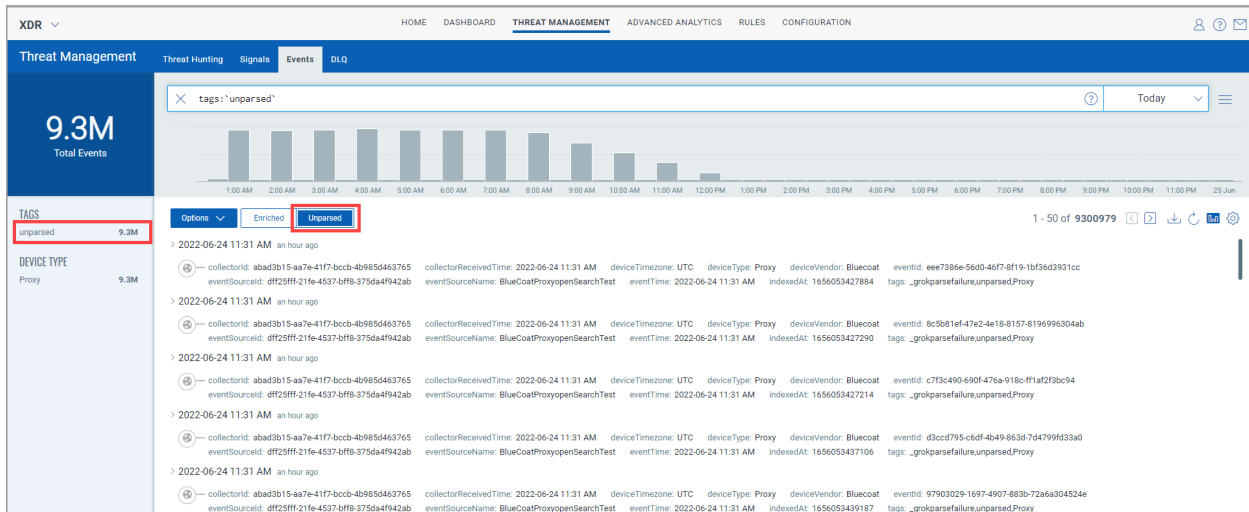 XDR HOME DASHBOARD THREAT MANAGEMENT ADVANCED ANALYTICS RULES CONFIGURATION
Threat Management Threat Hunting Signals Events DLQ
9.3M
Total Events
tags:`unparsed` Today
1:00 AM 2:00 AM 3:00 AM 4:00 AM 5:00 AM 6:00 AM 7:00 AM 8:00 AM 9:00 AM 10:00 AM 11:00 AM 12:00 PM 1:00 PM 2:00 PM 3:00 PM 4:00 PM 5:00 PM 6:00 PM 7:00 PM 8:00 PM 9:00 PM 10:00 PM 11:00 PM 25 Jun
TAGS
unparsed 9.3M
DEVICE TYPE
Proxy 9.3M
Options Enriched Unparsed 1 - 50 of 9300979
2022-06-24 11:31 AM an hour ago
collectorId: abad3b15-aa7e-41f7-bccb-4b985d463765 collectorReceivedTime: 2022-06-24 11:31 AM deviceTimezone: UTC deviceType: Proxy deviceVendor: Bluecoat eventId: eee7386e-56d0-46f7-8f19-1bf36d3931cc
eventSourceId: dff25fff-21fe-4537-bff8-375da4f942ab eventSourceName: BlueCoatProxyopenSearchTest eventTime: 2022-06-24 11:31 AM indexedAt: 1656053427884 tags: _grokparsefailure,unparsed,Proxy
2022-06-24 11:31 AM an hour ago
collectorId: abad3b15-aa7e-41f7-bccb-4b985d463765 collectorReceivedTime: 2022-06-24 11:31 AM deviceTimezone: UTC deviceType: Proxy deviceVendor: Bluecoat eventId: 8c5b81ef-47e2-4e18-8157-8196996304ab
eventSourceId: dff25fff-21fe-4537-bff8-375da4f942ab eventSourceName: BlueCoatProxyopenSearchTest eventTime: 2022-06-24 11:31 AM indexedAt: 1656053427290 tags: _grokparsefailure,unparsed,Proxy
2022-06-24 11:31 AM an hour ago
collectorId: abad3b15-aa7e-41f7-bccb-4b985d463765 collectorReceivedTime: 2022-06-24 11:31 AM deviceTimezone: UTC deviceType: Proxy deviceVendor: Bluecoat eventId: c7f3c490-690f-476a-918c-ff1af2f3bc94
eventSourceId: dff25fff-21fe-4537-bff8-375da4f942ab eventSourceName: BlueCoatProxyopenSearchTest eventTime: 2022-06-24 11:31 AM indexedAt: 1656053427214 tags: _grokparsefailure,unparsed,Proxy
2022-06-24 11:31 AM an hour ago
collectorId: abad3b15-aa7e-41f7-bccb-4b985d463765 collectorReceivedTime: 2022-06-24 11:31 AM deviceTimezone: UTC deviceType: Proxy deviceVendor: Bluecoat eventId: d3ccd795-c6df-4b49-863d-7d4799fd33a0
eventSourceId: dff25fff-21fe-4537-bff8-375da4f942ab eventSourceName: BlueCoatProxyopenSearchTest eventTime: 2022-06-24 11:31 AM indexedAt: 1656053437106 tags: _grokparsefailure,unparsed,Proxy
2022-06-24 11:31 AM an hour ago
collectorId: abad3b15-aa7e-41f7-bccb-4b985d463765 collectorReceivedTime: 2022-06-24 11:31 AM deviceTimezone: UTC deviceType: Proxy deviceVendor: Bluecoat eventId: 97903029-1697-4907-883b-72a6a304524e
eventSourceId: dff25fff-21fe-4537-bff8-375da4f942ab eventSourceName: BlueCoatProxyopenSearchTest eventTime: 2022-06-24 11:31 AM indexedAt: 1656053439187 tags: _grokparsefailure,unparsed,Proxy